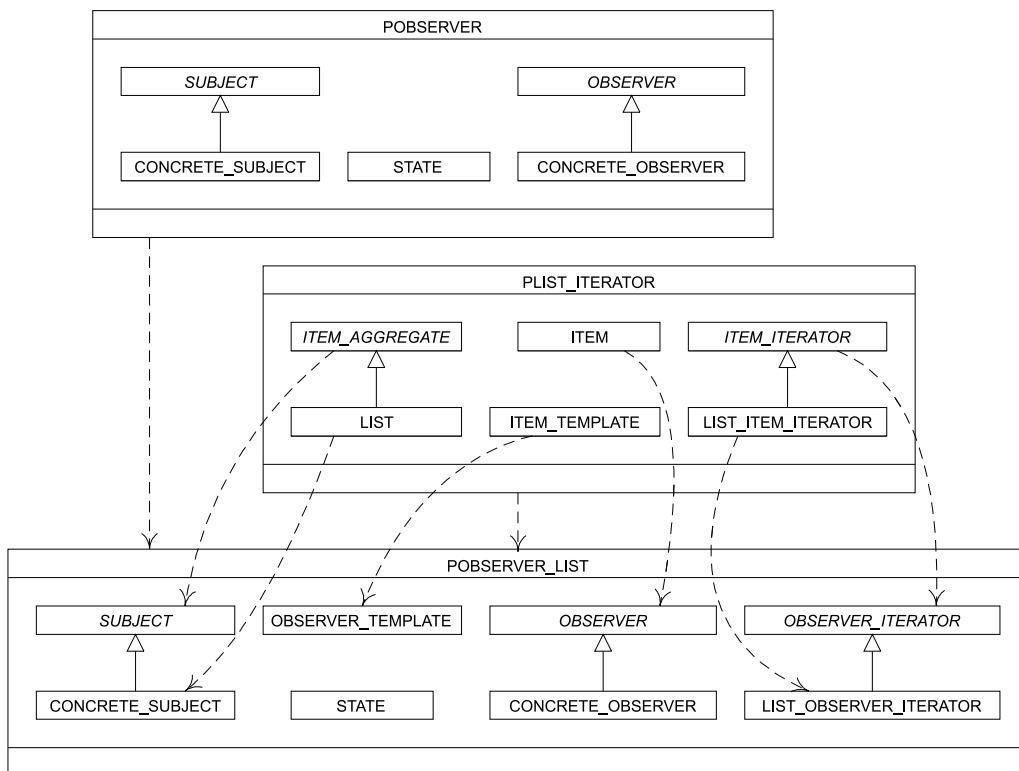 POBSERVER
SUBJECT OBSERVER
CONCRETE_SUBJECT STATE CONCRETE_OBSERVER
PLIST_ITERATOR
ITEM_AGGREGATE ITEM ITEM_ITERATOR
LIST ITEM_TEMPLATE LIST_ITEM_ITERATOR
POBSERVER_LIST
SUBJECT OBSERVER_TEMPLATE OBSERVER OBSERVER_ITERATOR
CONCRETE_SUBJECT STATE CONCRETE_OBSERVER LIST_OBSERVER_ITERATOR